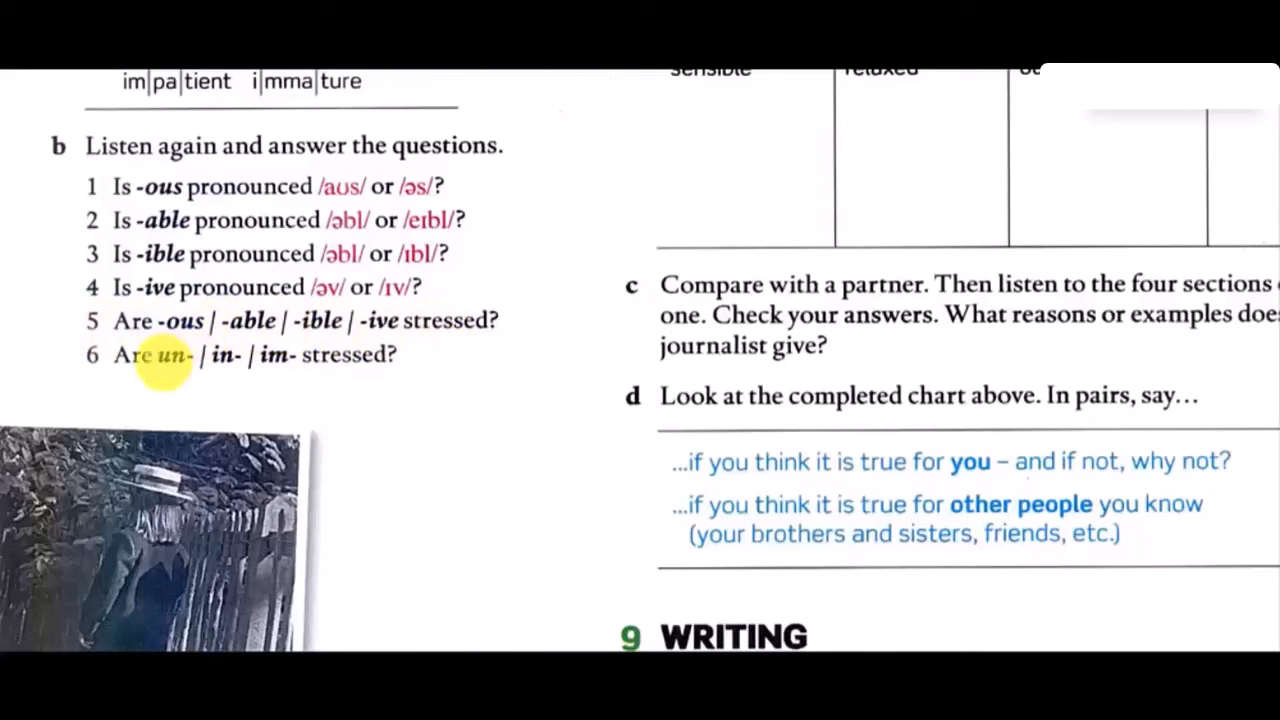 im|pa|tient i|mma|ture
b Listen again and answer the questions.
1 Is -ous pronounced /aʊs/ or /əs/?
2 Is -able pronounced /əbl/ or /eɪbl/?
3 Is -ible pronounced /əbl/ or /ɪbl/?
4 Is -ive pronounced /əv/ or /ɪv/?
5 Are -ous | -able | -ible | -ive stressed?
6 Are un- | in- | im- stressed?
sensible relaxed
c Compare with a partner. Then listen to the four sections
one. Check your answers. What reasons or examples
journalist give?
d Look at the completed chart above. In pairs, say…
…if you think it is true for you – and if not, why not?
…if you think it is true for other people you know
(your brothers and sisters, friends, etc.)
9 WRITING